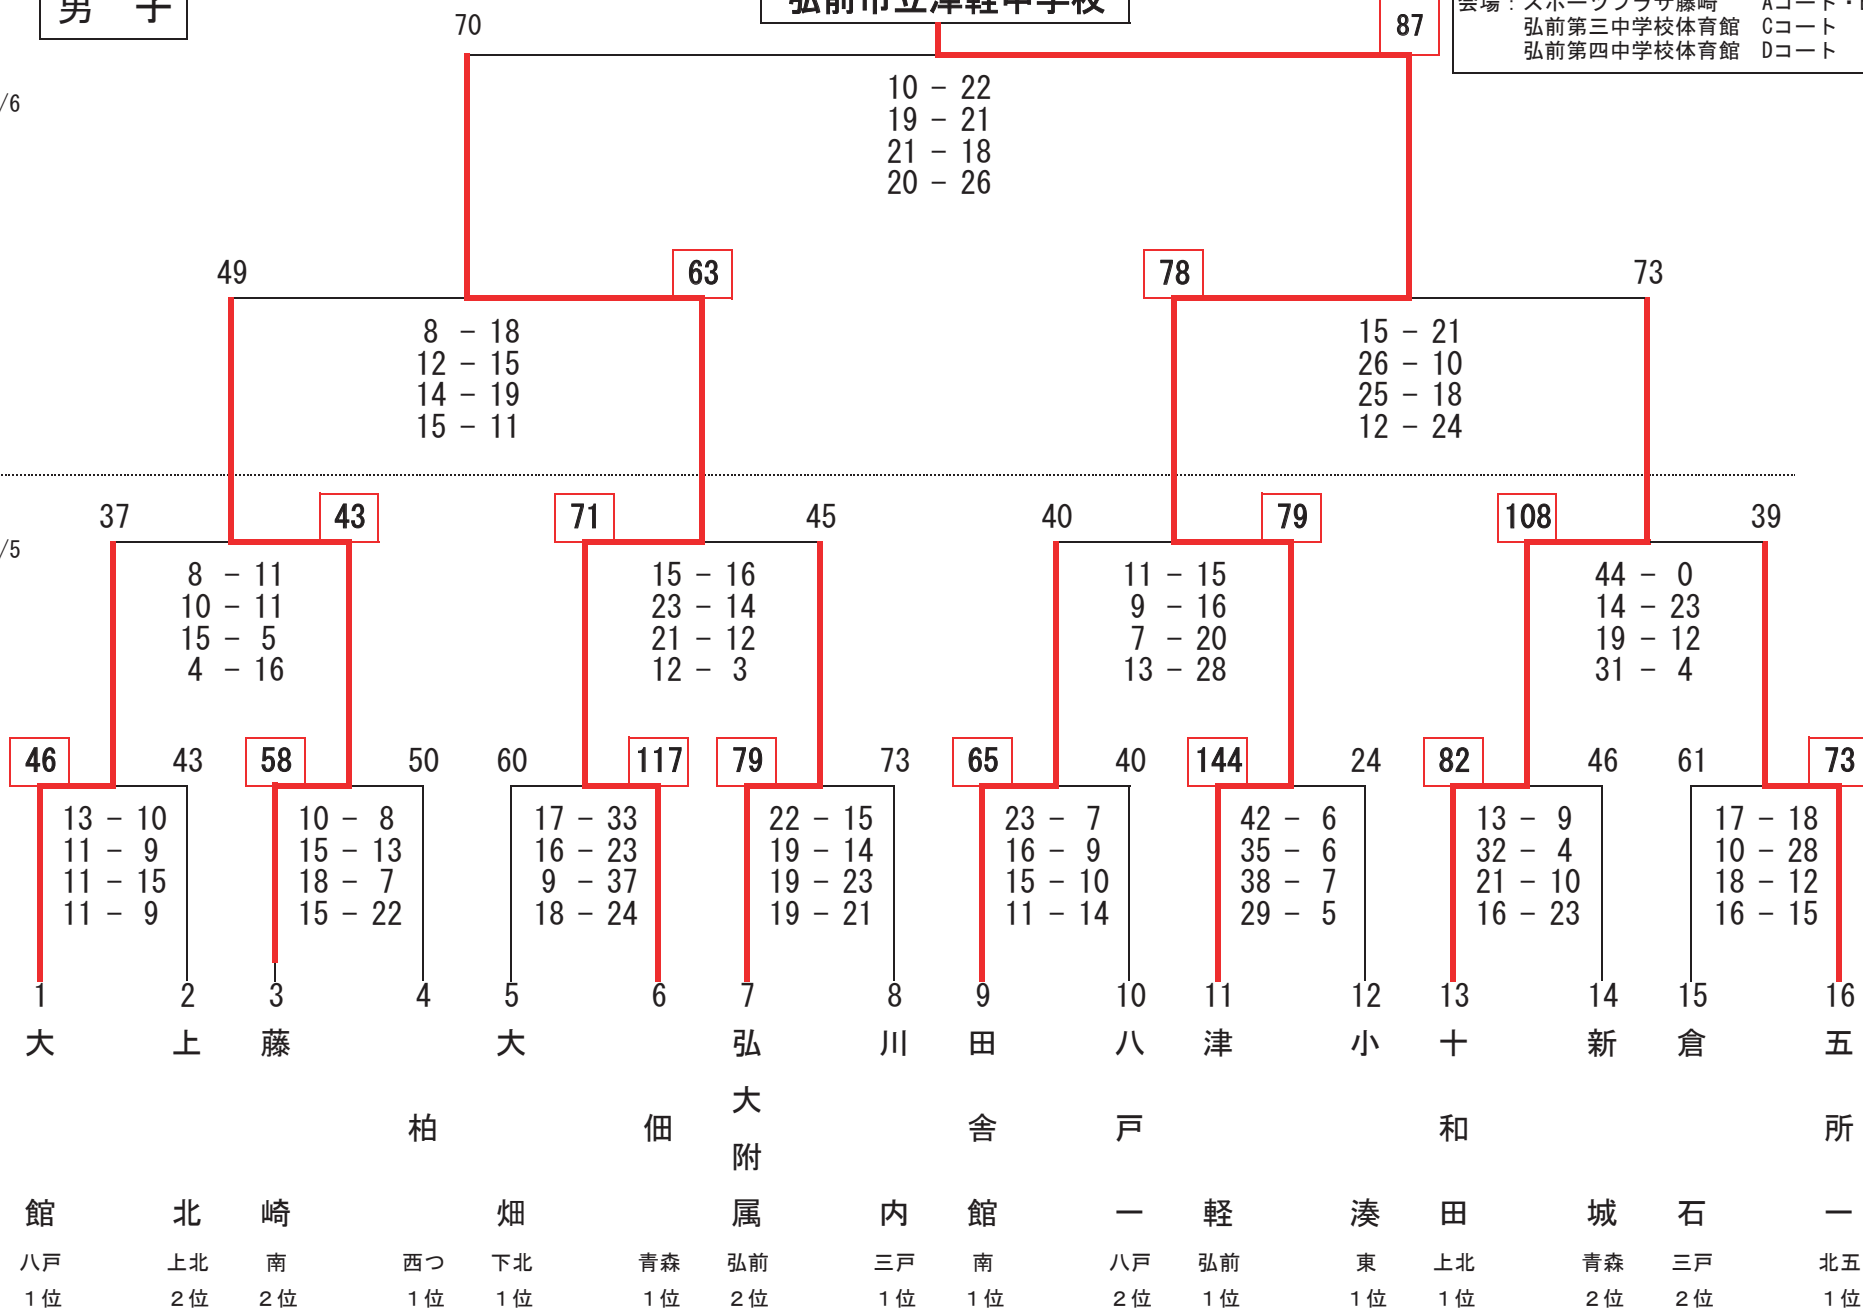 男 子
弘前市立津軽中学校
会場：スポーツプラザ藤崎 Aコート・
弘前第三中学校体育館 Cコート
弘前第四中学校体育館 Dコート
70 87
/6
10 － 22
19 － 21
21 － 18
20 － 26
49 63 78 73
8 － 18 15 － 21
12 － 15 26 － 10
14 － 19 25 － 18
15 － 11 12 － 24
37 43 71 45 40 79 108 39
/5
8 － 11 15 － 16 11 － 15 44 － 0
10 － 11 23 － 14 9 － 16 14 － 23
15 － 5 21 － 12 7 － 20 19 － 12
4 － 16 12 － 3 13 － 28 31 － 4
46 43 58 50 60 117 79 73 65 40 144 24 82 46 61 73
13 － 10 10 － 8 17 － 33 22 － 15 23 － 7 42 － 6 13 － 9 17 － 18
11 － 9 15 － 13 16 － 23 19 － 14 16 － 9 35 － 6 32 － 4 10 － 28
11 － 15 18 － 7 9 － 37 19 － 23 15 － 10 38 － 7 21 － 10 18 － 12
11 － 9 15 － 22 18 － 24 19 － 21 11 － 14 29 － 5 16 － 23 16 － 15
1 2 3 4 5 6 7 8 9 10 11 12 13 14 15 16
大館 上北 藤崎 柏 大畑 佃 弘大附属 川内 田舎館 八戸一 津軽 小湊 十和田 新城 倉石 五所一
八戸 上北 南 西つ 下北 青森 弘前 三戸 南 八戸 弘前 東 上北 青森 三戸 北五
1位 2位 2位 1位 1位 1位 2位 1位 1位 2位 1位 1位 1位 2位 2位 1位